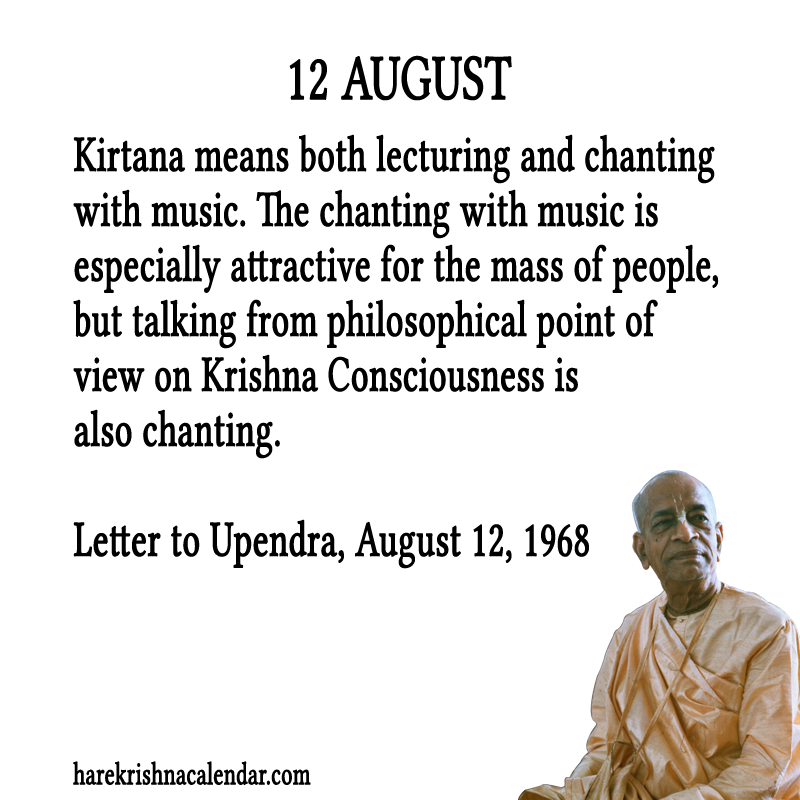 12 AUGUST
Kirtana means both lecturing and chanting
with music. The chanting with music is
especially attractive for the mass of people,
but talking from philosophical point of
view on Krishna Consciousness is
also chanting.
Letter to Upendra, August 12, 1968
harekrishnacalendar.com